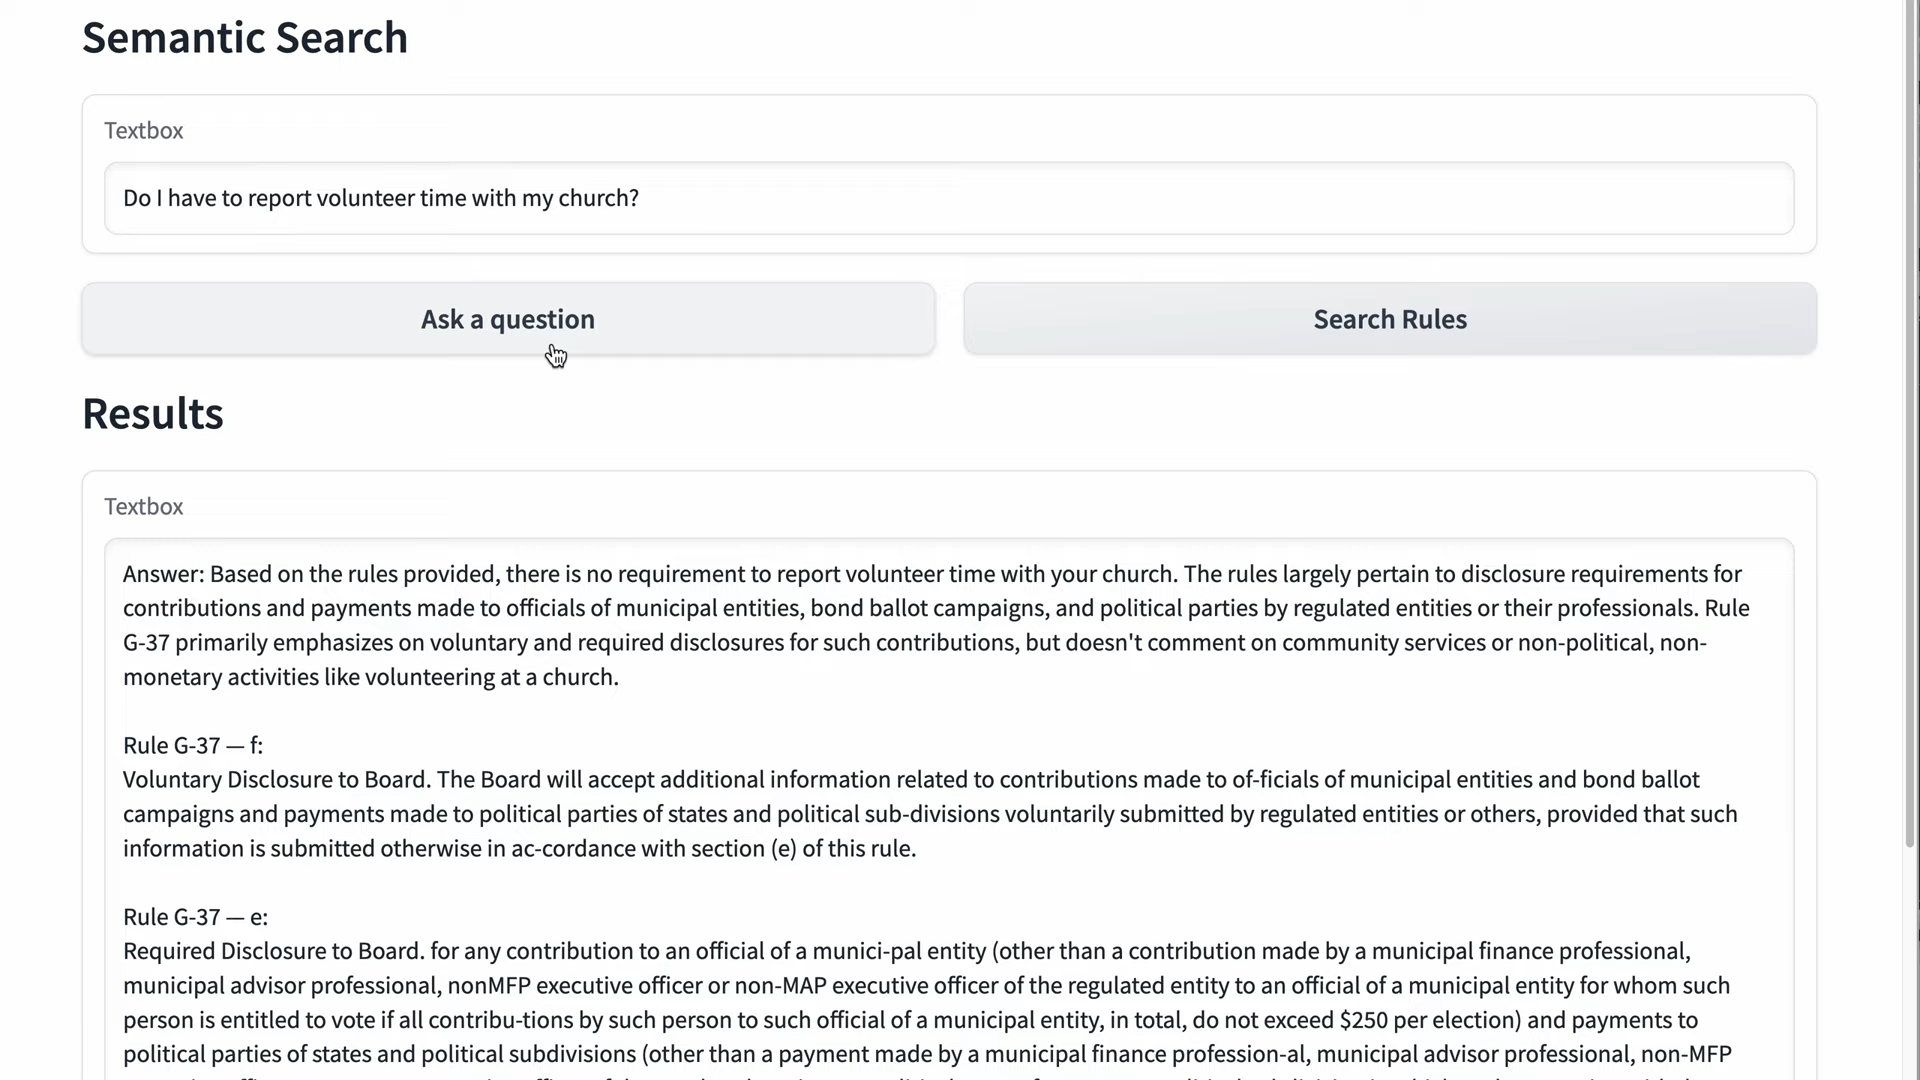 Semantic Search
Textbox
Do I have to report volunteer time with my church?
Ask a question
Search Rules
Results
Textbox
Answer: Based on the rules provided, there is no requirement to report volunteer time with your church. The rules largely pertain to disclosure requirements for
contributions and payments made to officials of municipal entities, bond ballot campaigns, and political parties by regulated entities or their professionals. Rule
G-37 primarily emphasizes on voluntary and required disclosures for such contributions, but doesn't comment on community services or non-political, non-
monetary activities like volunteering at a church.
Rule G-37 — f:
Voluntary Disclosure to Board. The Board will accept additional information related to contributions made to of-ficials of municipal entities and bond ballot
campaigns and payments made to political parties of states and political sub-divisions voluntarily submitted by regulated entities or others, provided that such
information is submitted otherwise in ac-cordance with section (e) of this rule.
Rule G-37 — e:
Required Disclosure to Board. for any contribution to an official of a munici-pal entity (other than a contribution made by a municipal finance professional,
municipal advisor professional, nonMFP executive officer or non-MAP executive officer of the regulated entity to an official of a municipal entity for whom such
person is entitled to vote if all contribu-tions by such person to such official of a municipal entity, in total, do not exceed $250 per election) and payments to
political parties of states and political subdivisions (other than a payment made by a municipal finance profession-al, municipal advisor professional, non-MFP